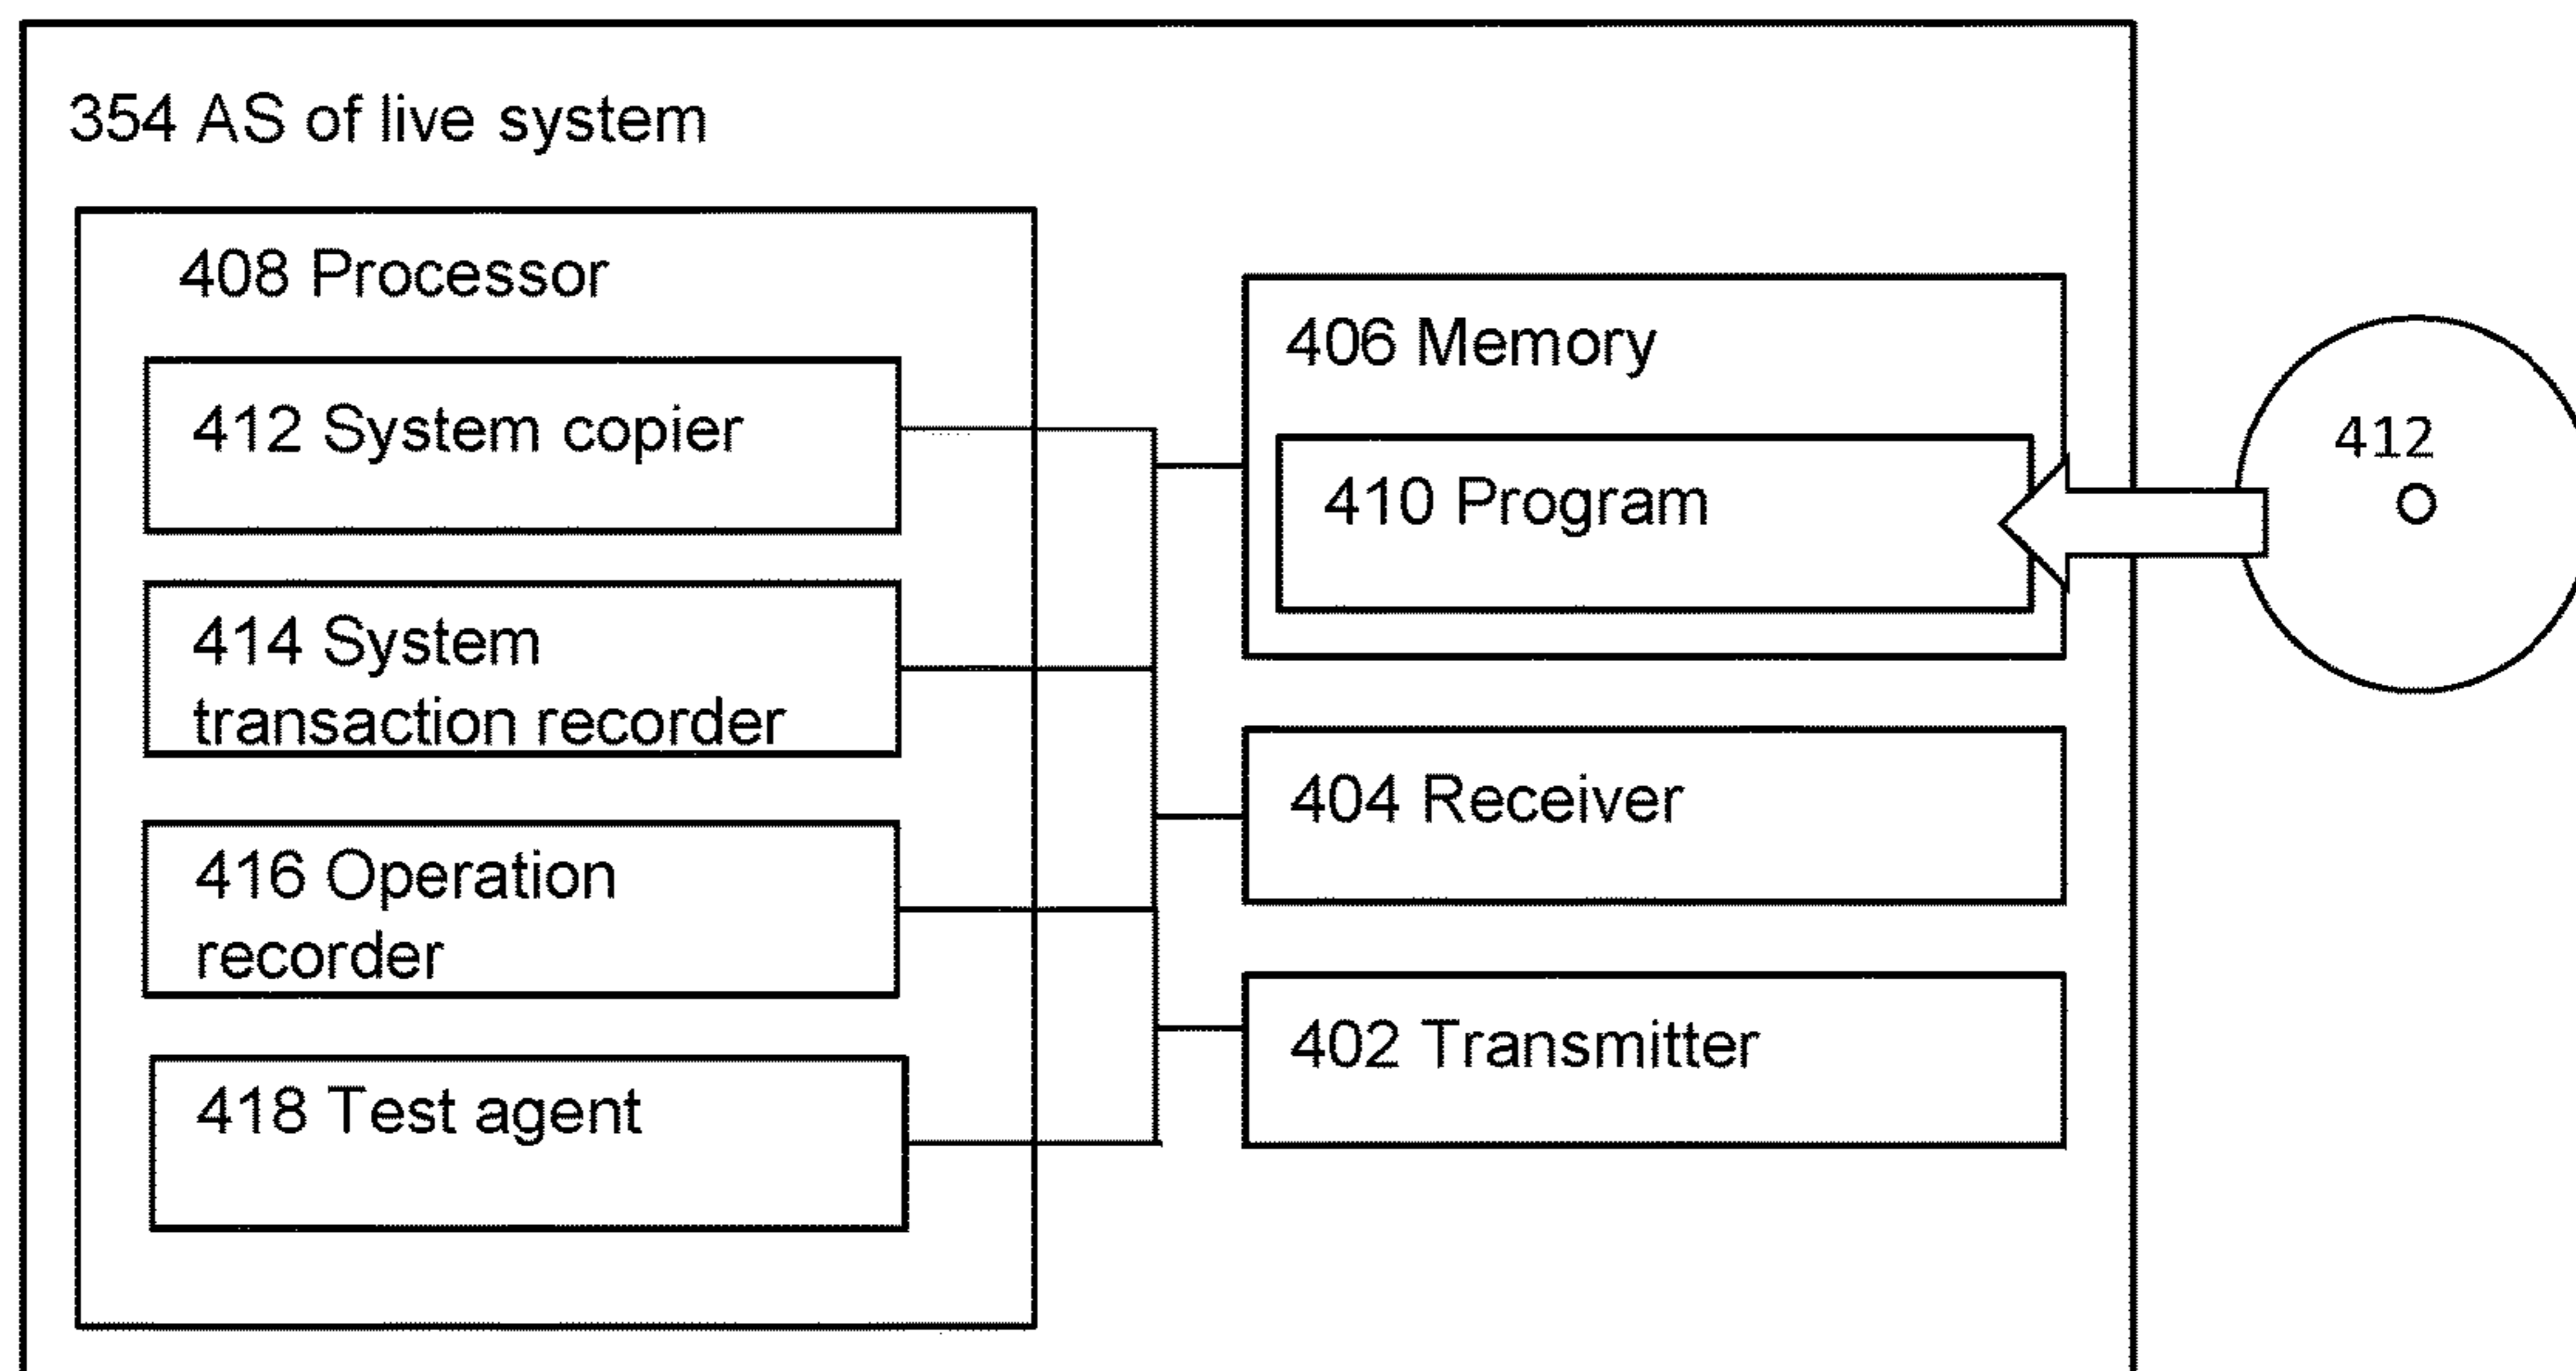 354 AS of live system
408 Processor
412 System copier
414 System
transaction recorder
416 Operation
recorder
418 Test agent
406 Memory
410 Program
404 Receiver
402 Transmitter
412